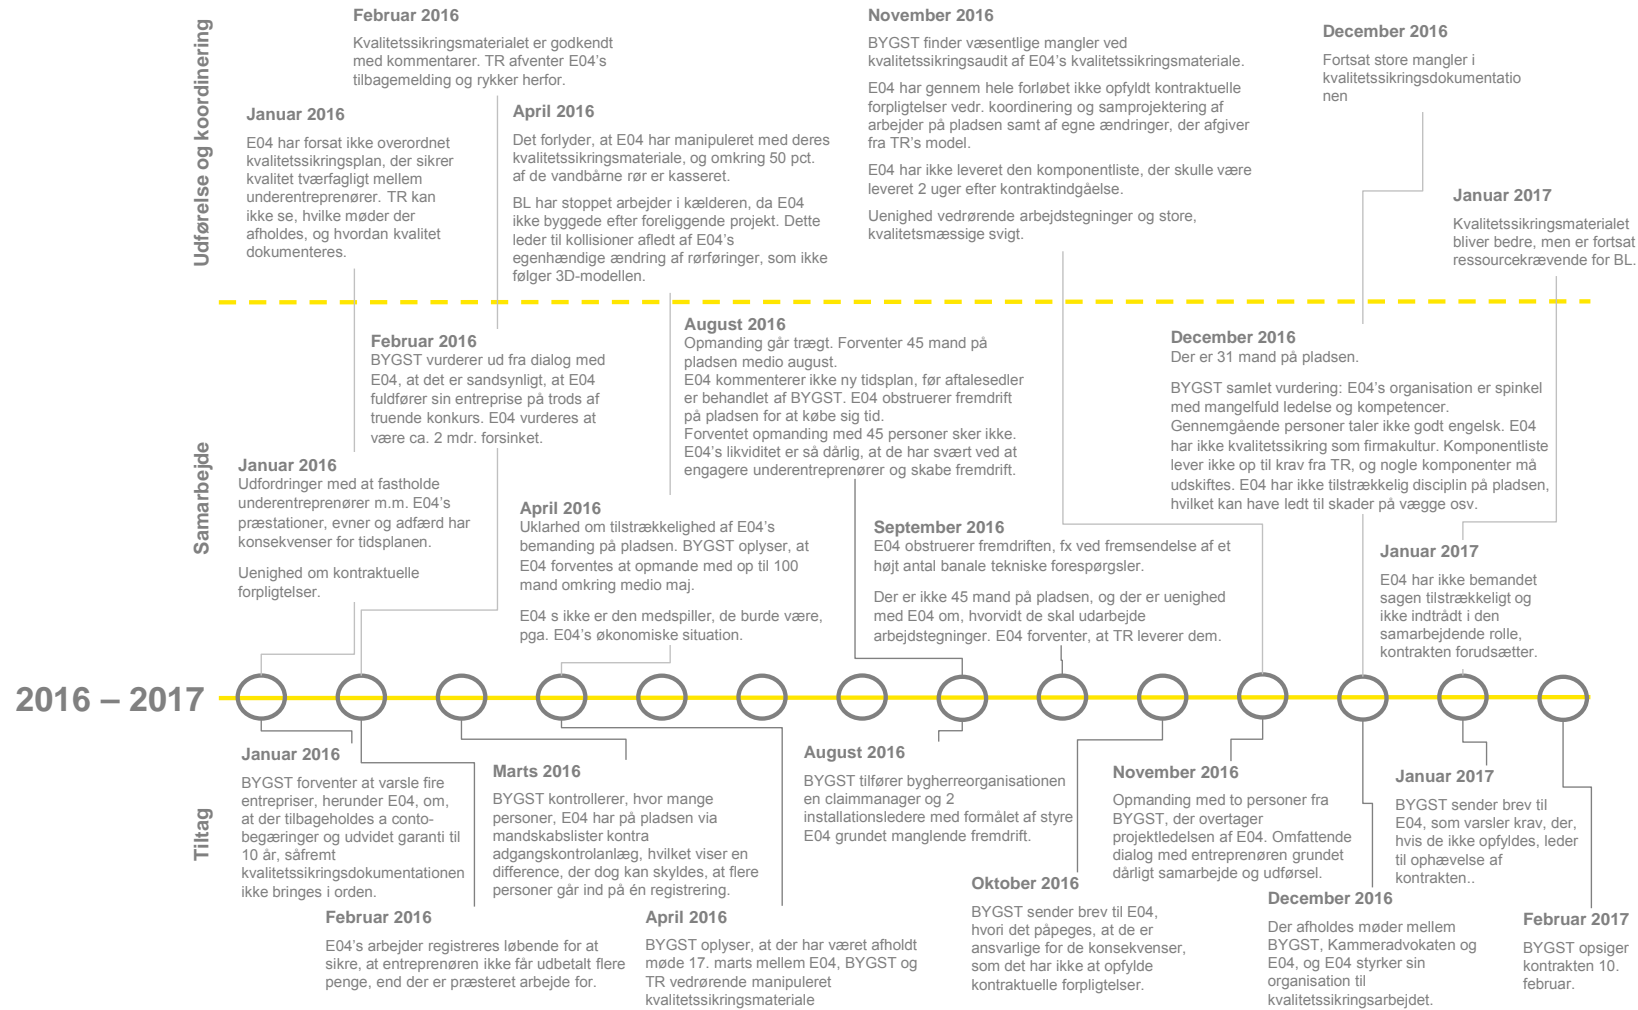 Udførelse og koordinering
Februar 2016
Kvalitetssikringsmaterialet er godkendt
med kommentarer. TR afventer E04's
tilbagemelding og rykker herfor.
Januar 2016
E04 har forsat ikke overordnet
kvalitetssikringsplan, der sikrer
kvalitet tværfagligt mellem
underentreprenører. TR kan
ikke se, hvilke møder der
afholdes, og hvordan kvalitet
dokumenteres.
April 2016
Det forlyder, at E04 har manipuleret med deres
kvalitetssikringsmateriale, og omkring 50 pct.
af de vandbårne rør er kasseret.
BL har stoppet arbejder i kælderen, da E04
ikke byggede efter foreliggende projekt. Dette
leder til kollisioner afledt af E04's
egenhændige ændring af rørføringer, som ikke
følger 3D-modellen.
November 2016
BYGST finder væsentlige mangler ved
kvalitetssikringsaudit af E04's kvalitetssikringsmateriale.
E04 har gennem hele forløbet ikke opfyldt kontraktuelle
forpligtelser vedr. koordinering og samprojektering af
arbejder på pladsen samt af egne ændringer, der afgiver
fra TR's model.
E04 har ikke leveret den komponentliste, der skulle være
leveret 2 uger efter kontraktindgåelse.
Uenighed vedrørende arbejdstegninger og store,
kvalitetsmæssige svigt.
December 2016
Fortsat store mangler i
kvalitetssikringsdokumentatio
nen
Januar 2017
Kvalitetssikringsmaterialet
bliver bedre, men er fortsat
ressourcekrævende for BL.
Samarbejde
Januar 2016
Udfordringer med at fastholde
underentreprenører m.m. E04's
præstationer, evner og adfærd har
konsekvenser for tidsplanen.
Uenighed om kontraktuelle
forpligtelser.
Februar 2016
BYGST vurderer ud fra dialog med
E04, at det er sandsynligt, at E04
fuldfører sin entreprise på trods af
truende konkurs. E04 vurderes at
være ca. 2 mdr. forsinket.
April 2016
Uklarhed om tilstrækkelighed af E04's
bemanding på pladsen. BYGST oplyser, at
E04 forventes at opmande med op til 100
mand omkring medio maj.
E04 s ikke er den medspiller, de burde være,
pga. E04's økonomiske situation.
August 2016
Opmanding går trægt. Forventer 45 mand på
pladsen medio august.
E04 kommenterer ikke ny tidsplan, før aftalesedler
er behandlet af BYGST. E04 obstruerer fremdrift
på pladsen for at købe sig tid.
Forventet opmanding med 45 personer sker ikke.
E04's likviditet er så dårlig, at de har svært ved at
engagere underentreprenører og skabe fremdrift.
September 2016
E04 obstruerer fremdriften, fx ved fremsendelse af et
højt antal banale tekniske forespørgsler.
Der er ikke 45 mand på pladsen, og der er uenighed
med E04 om, hvorvidt de skal udarbejde
arbejdstegninger. E04 forventer, at TR leverer dem.
December 2016
Der er 31 mand på pladsen.
BYGST samlet vurdering: E04's organisation er spinkel
med mangelfuld ledelse og kompetencer.
Gennemgående personer taler ikke godt engelsk. E04
har ikke kvalitetssikring som firmakultur. Komponentliste
lever ikke op til krav fra TR, og nogle komponenter må
udskiftes. E04 har ikke tilstrækkelig disciplin på pladsen,
hvilket kan have ledt til skader på vægge osv.
Januar 2017
E04 har ikke bemandet
sagen tilstrækkeligt og
ikke indtrådt i den
samarbejdende rolle,
kontrakten forudsætter.
2016 – 2017
Tiltag
Januar 2016
BYGST forventer at varsle fire
entrepriser, herunder E04, om,
at der tilbageholdes a conto-
begæringer og udvidet garanti til
10 år, såfremt
kvalitetssikringsdokumentationen
ikke bringes i orden.
Februar 2016
E04's arbejder registreres løbende for at
sikre, at entreprenøren ikke får udbetalt flere
penge, end der er præsteret arbejde for.
Marts 2016
BYGST kontrollerer, hvor mange
personer, E04 har på pladsen via
mandskabslister kontra
adgangskontrolanlæg, hvilket viser en
difference, der dog kan skyldes, at flere
personer går ind på én registrering.
April 2016
BYGST oplyser, at der har været afholdt
møde 17. marts mellem E04, BYGST og
TR vedrørende manipuleret
kvalitetssikringsmateriale
August 2016
BYGST tilfører bygherreorganisationen
en claimmanager og 2
installationsledere med formålet af styre
E04 grundet manglende fremdrift.
Oktober 2016
BYGST sender brev til E04,
hvori det påpeges, at de er
ansvarlige for de konsekvenser,
som det har ikke at opfylde
kontraktuelle forpligtelser.
November 2016
Opmanding med to personer fra
BYGST, der overtager
projektledelsen af E04. Omfattende
dialog med entreprenøren grundet
dårligt samarbejde og udførsel.
December 2016
Der afholdes møder mellem
BYGST, Kammeradvokaten og
E04, og E04 styrker sin
organisation til
kvalitetssikringsarbejdet.
Januar 2017
BYGST sender brev til
E04, som varsler krav, der,
hvis de ikke opfyldes, leder
til ophævelse af
kontrakten..
Februar 2017
BYGST opsiger
kontrakten 10.
februar.